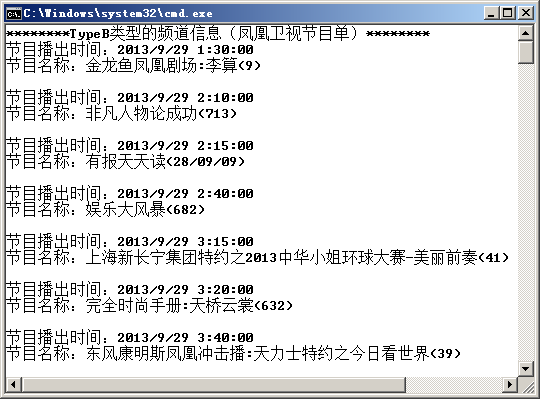 C:\Windows\system32\cmd.exe
********TypeB类型的频道信息（凤凰卫视节目单）********
节目播出时间：2013/9/29 1:30:00
节目名称：金龙鱼凤凰剧场:李算(9)
节目播出时间：2013/9/29 2:10:00
节目名称：非凡人物论成功(713)
节目播出时间：2013/9/29 2:15:00
节目名称：有报天天读(28/09/09)
节目播出时间：2013/9/29 2:40:00
节目名称：娱乐大风暴(682)
节目播出时间：2013/9/29 3:15:00
节目名称：上海新长宁集团特约之2013中华小姐环球大赛-美丽前奏(41)
节目播出时间：2013/9/29 3:20:00
节目名称：完全时尚手册:天桥云裳(632)
节目播出时间：2013/9/29 3:40:00
节目名称：东风康明斯凤凰冲击播:天力士特约之今日看世界(39)